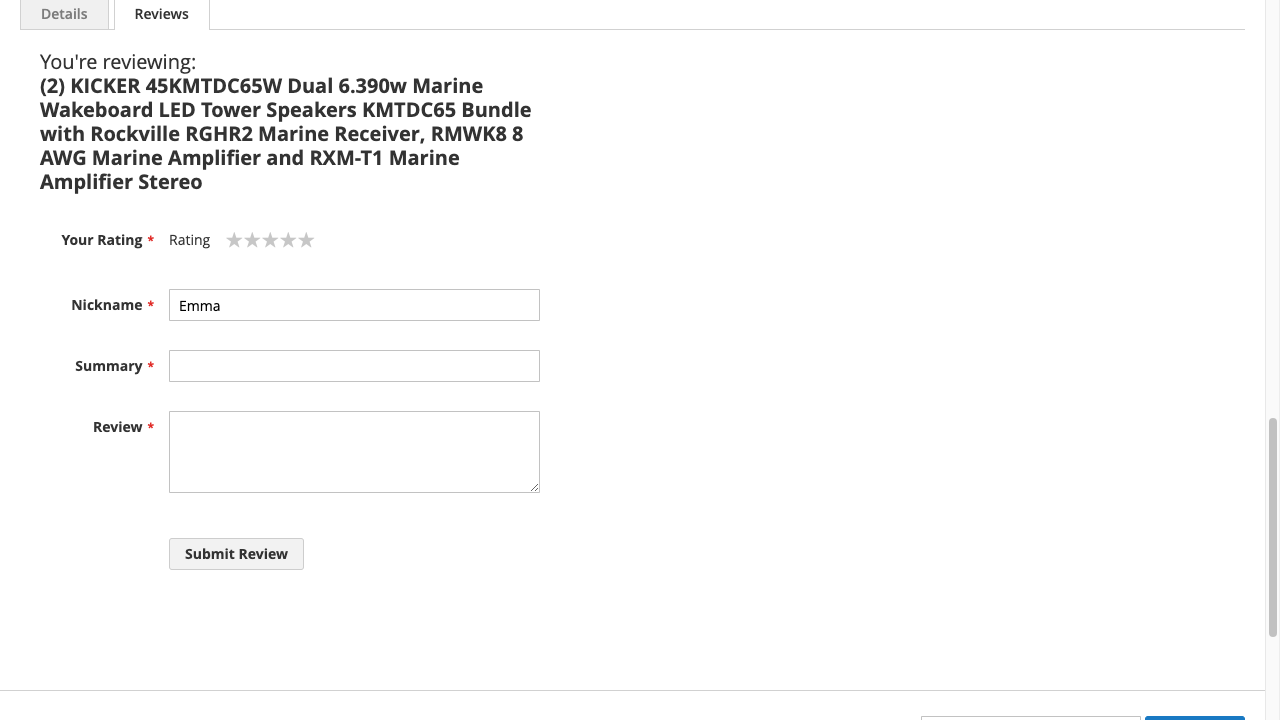 Details
Reviews
You're reviewing:
(2) KICKER 45KMTDC65W Dual 6.390w Marine
Wakeboard LED Tower Speakers KMTDC65 Bundle
with Rockville RGHR2 Marine Receiver, RMWK8 8
AWG Marine Amplifier and RXM-T1 Marine
Amplifier Stereo
Your Rating *
Rating
Nickname *
Emma
Summary *
Review *
Submit Review